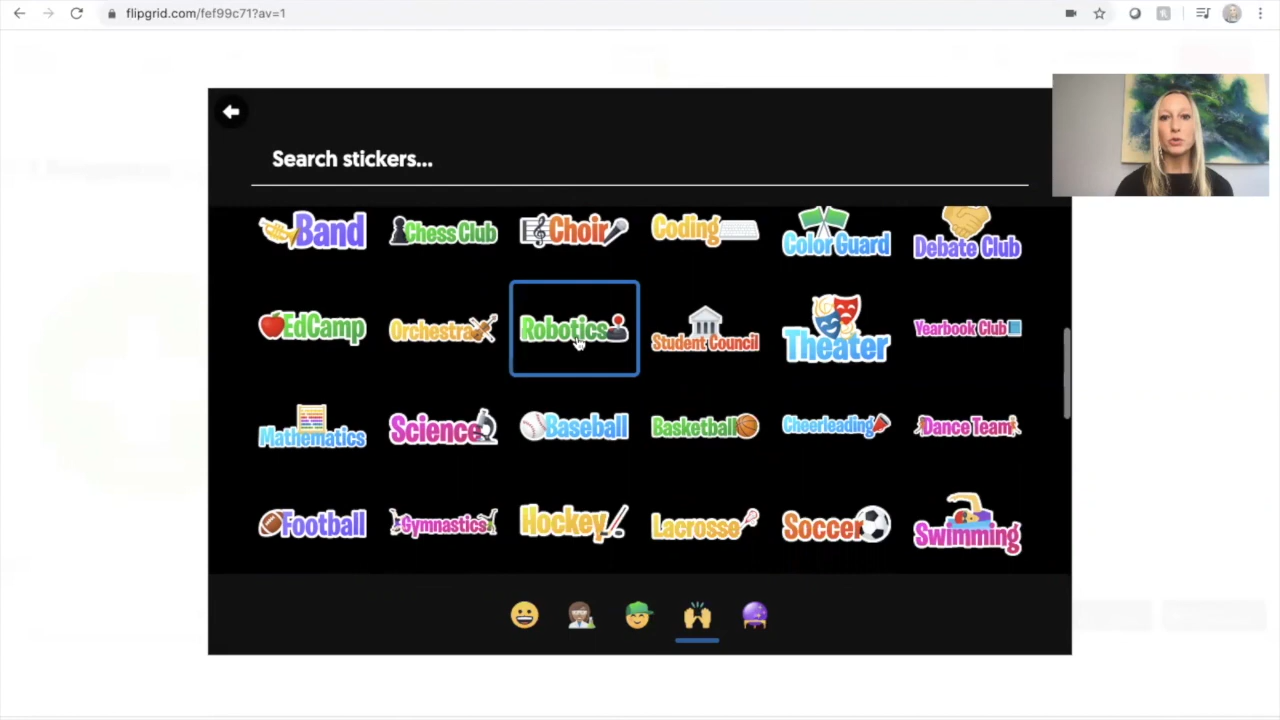 flipgrid.com/fef99c71?av=1
Search stickers...
Band Chess Club Choir Coding Color Guard Debate Club
EdCamp Orchestra Robotics Student Council Theater Yearbook Club
Mathematics Science Baseball Basketball Cheerleading Dance Team
Football Gymnastics Hockey Lacrosse Soccer Swimming